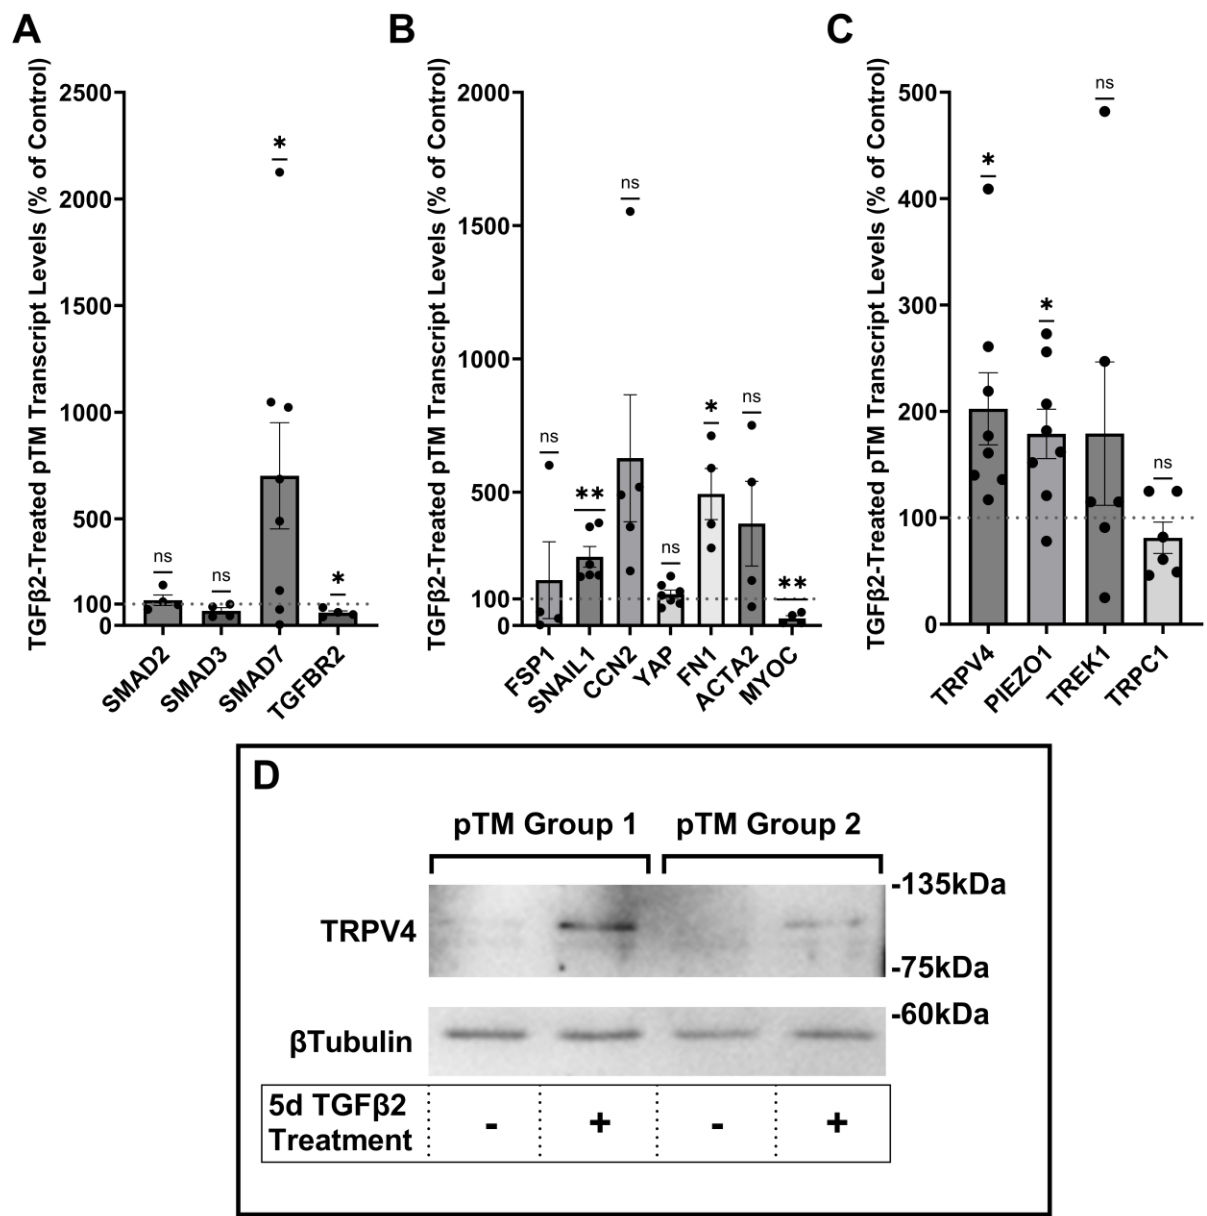 A
TGFβ2-Treated pTM Transcript Levels (% of Control)
2500
2000
1500
1000
500
100
0
ns
ns
*
*
SMAD2
SMAD3
SMAD7
TGFBR2
B
TGFβ2-Treated pTM Transcript Levels (% of Control)
2000
1500
1000
500
100
0
ns
**
ns
ns
*
ns
**
FSP1
SNAIL1
CCN2
YAP
FN1
ACTA2
MYOC
C
TGFβ2-Treated pTM Transcript Levels (% of Control)
500
400
300
200
100
0
*
*
ns
ns
TRPV4
PIEZO1
TREK1
TRPC1
D
pTM Group 1
pTM Group 2
TRPV4
-135kDa
-75kDa
βTubulin
-60kDa
5d TGFβ2
Treatment
- + - +